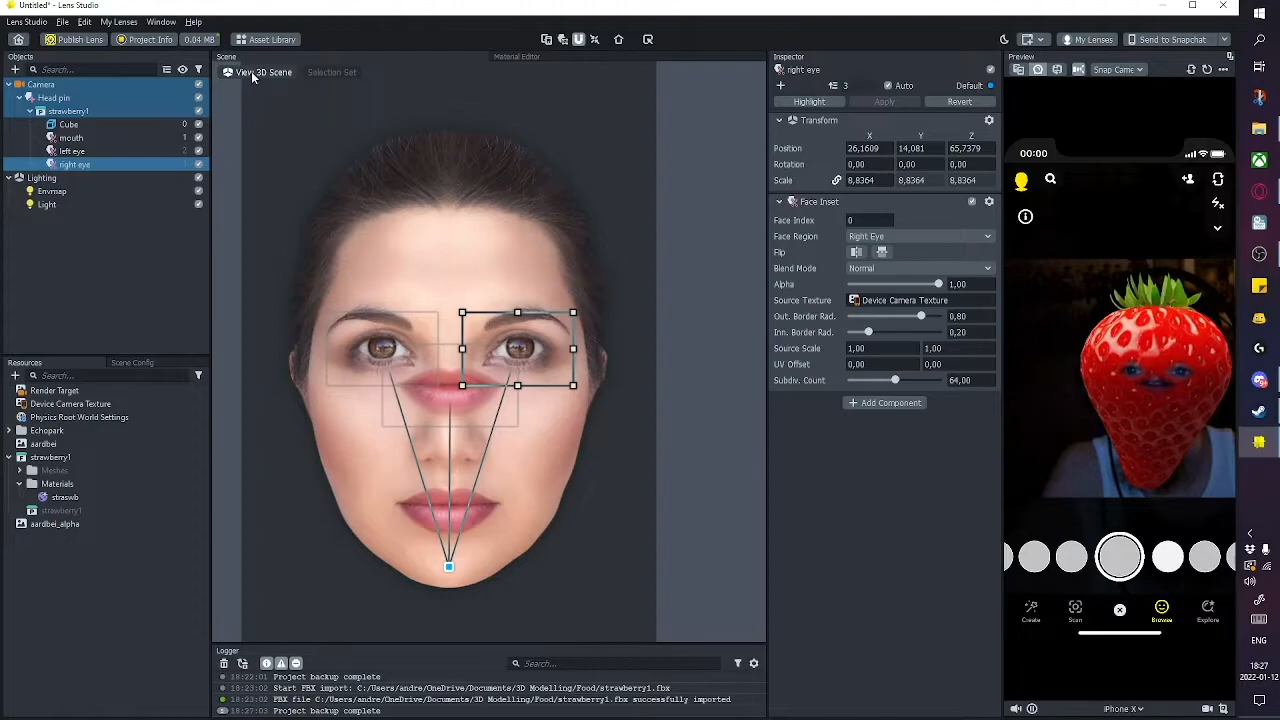 Untitled* - Lens Studio
Lens Studio File Edit My Lenses Window Help
Publish Lens Project Info 0.04 MB Asset Library My Lenses Send to Snapchat
Objects
Search...
Camera
Head pin
strawberry1
Cube 0
mouth 1
left eye 2
right eye
Lighting
Envmap
Light
Resources Scene Config
Search...
Render Target
Device Camera Texture
Physics Root World Settings
Echopark
aardbei
strawberry1
Meshes
Materials
straswb
strawberry1
aardbei_alpha
Scene Material Editor
View 3D Scene Selection Set
Logger
Search...
18:22:01 Project backup complete
18:23:02 Start FBX import: C:/Users/andre/OneDrive/Documents/3D Modelling/Food/strawberry1.fbx
18:23:02 FBX file C:/Users/andre/OneDrive/Documents/3D Modelling/Food/strawberry1.fbx successfully imported
18:27:03 Project backup complete
Inspector
right eye
3 Auto Default
Highlight Apply Revert
Transform
X Y Z
Position 26,1609 14,081 65,7379
Rotation 0,00 0,00 0,00
Scale 8,8364 8,8364 8,8364
Face Inset
Face Index 0
Face Region Right Eye
Flip
Blend Mode Normal
Alpha 1,00
Source Texture Device Camera Texture
Out. Border Rad. 0,80
Inn. Border Rad. 0,20
Source Scale 1,00 1,00
UV Offset 0,00 0,00
Subdiv. Count 64,00
Add Component
Preview
Snap Came
00:00
Create Scan Browse Explore
iPhone X
ENG
18:27
2022-01-12